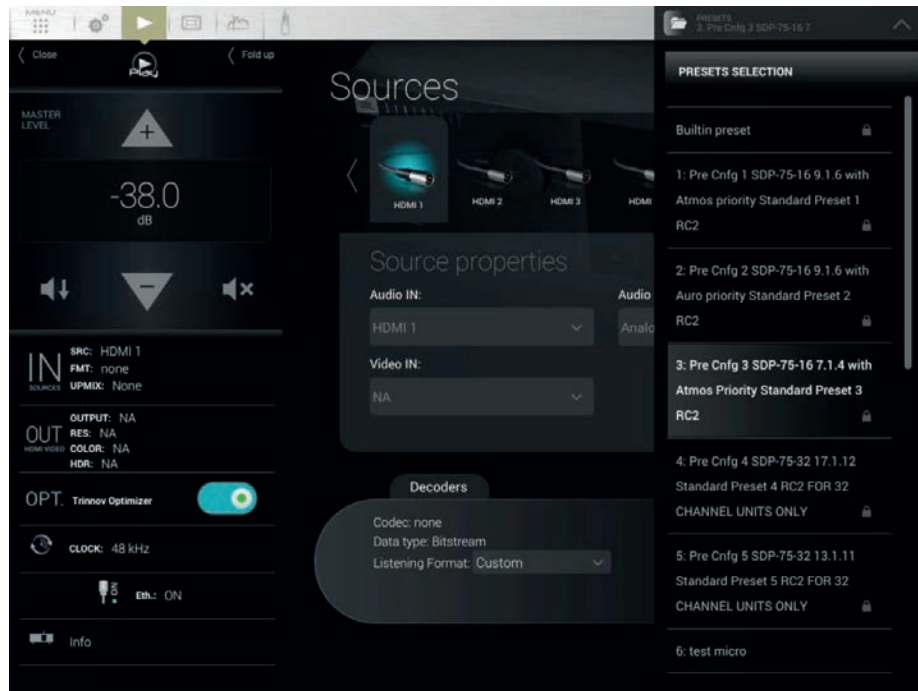 MENU
PRESETS
3: Pre Cnfg 3 SDP-75-16 7
Close
Play
Fold up
MASTER
LEVEL
+
-38.0
dB
−
IN
SOURCES
SRC: HDMI 1
FMT: none
UPMIX: None
OUT
HDMI VIDEO
OUTPUT: NA
RES: NA
COLOR: NA
HDR: NA
OPT. Trinnov Optimizer
CLOCK: 48 kHz
ON
Eth.: ON
Info
Sources
HDMI 1
HDMI 2
HDMI 3
HDMI
Source properties
Audio IN:
Audio
HDMI 1
Analo
Video IN:
NA
Decoders
Codec: none
Data type: Bitstream
Listening Format: Custom
PRESETS SELECTION
Builtin preset
1: Pre Cnfg 1 SDP-75-16 9.1.6 with
Atmos priority Standard Preset 1
RC2
2: Pre Cnfg 2 SDP-75-16 9.1.6 with
Auro priority Standard Preset 2
RC2
3: Pre Cnfg 3 SDP-75-16 7.1.4 with
Atmos Priority Standard Preset 3
RC2
4: Pre Cnfg 4 SDP-75-32 17.1.12
Standard Preset 4 RC2 FOR 32
CHANNEL UNITS ONLY
5: Pre Cnfg 5 SDP-75-32 13.1.11
Standard Preset 5 RC2 FOR 32
CHANNEL UNITS ONLY
6: test micro